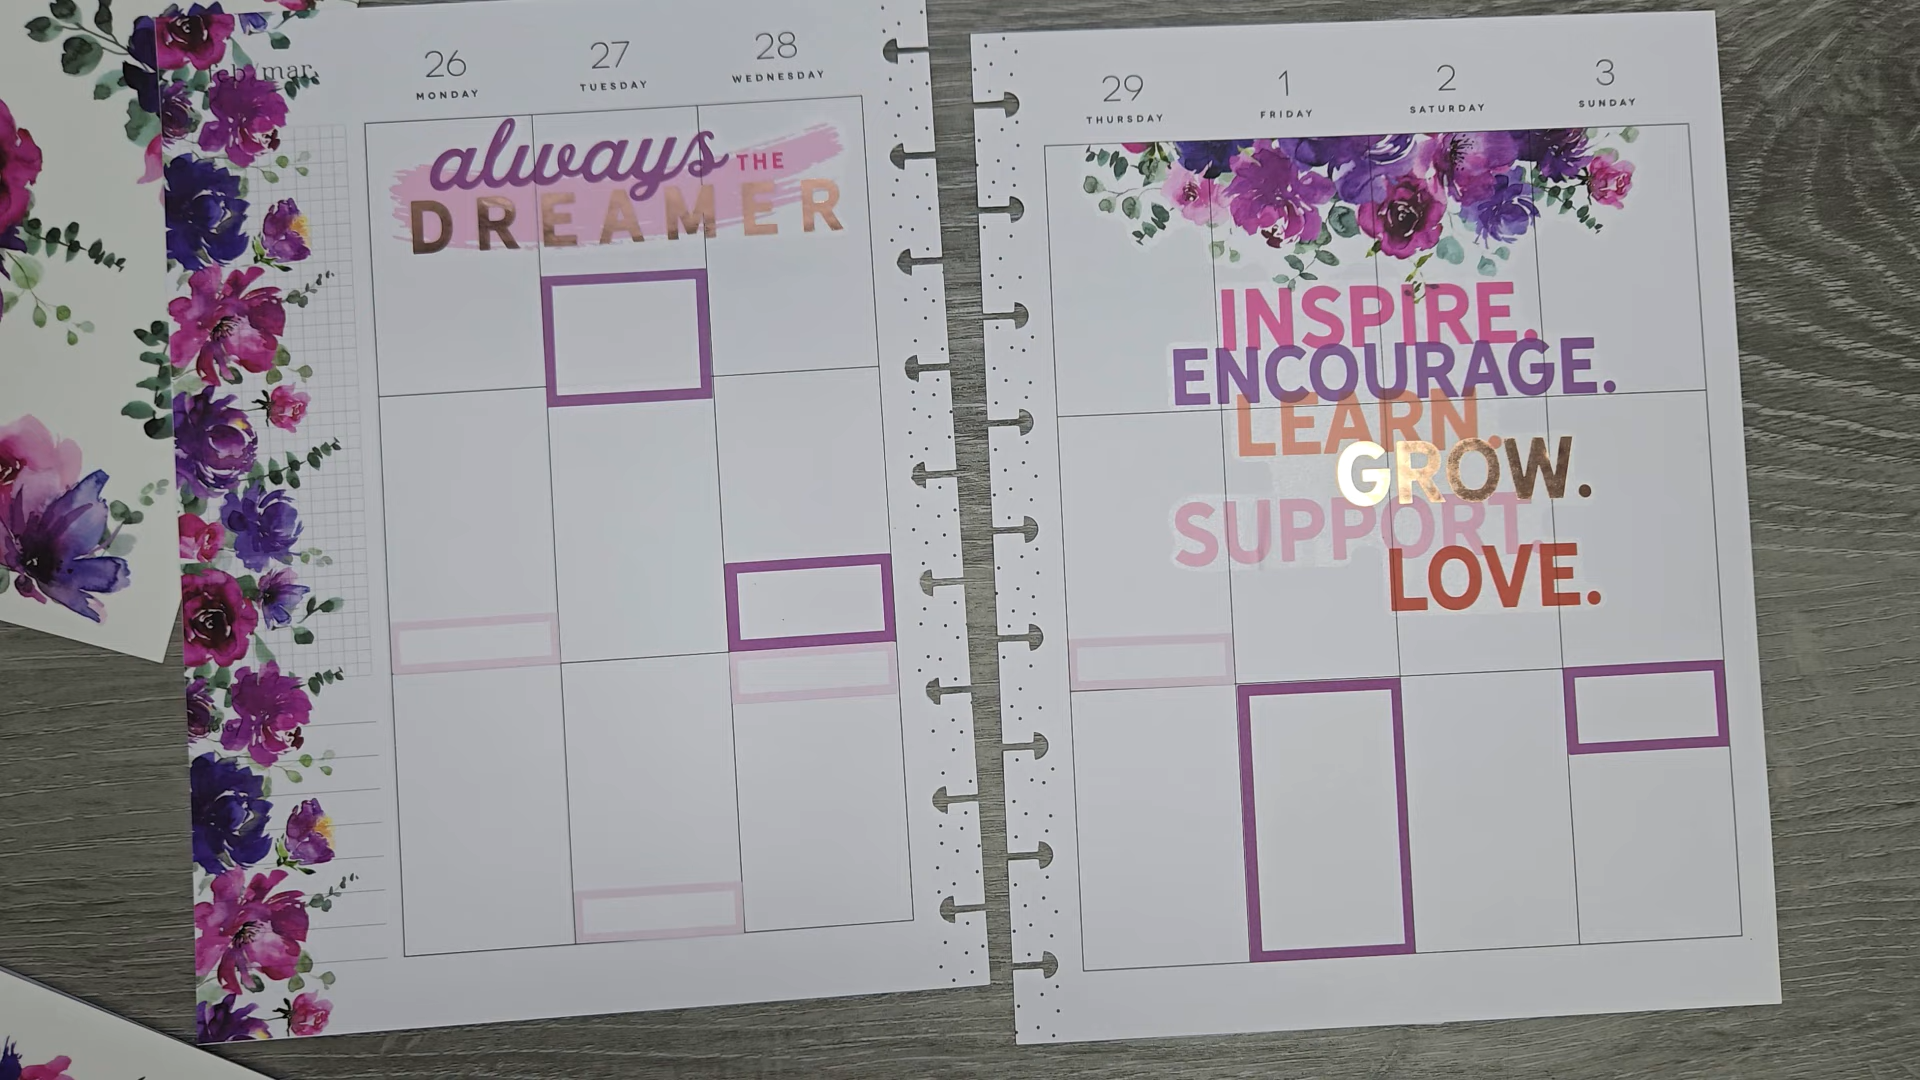 feb/mar.
26
MONDAY
27
TUESDAY
28
WEDNESDAY
always THE
DREAMER
29
THURSDAY
1
FRIDAY
2
SATURDAY
3
SUNDAY
INSPIRE.
ENCOURAGE.
LEARN.
GROW.
SUPPORT.
LOVE.